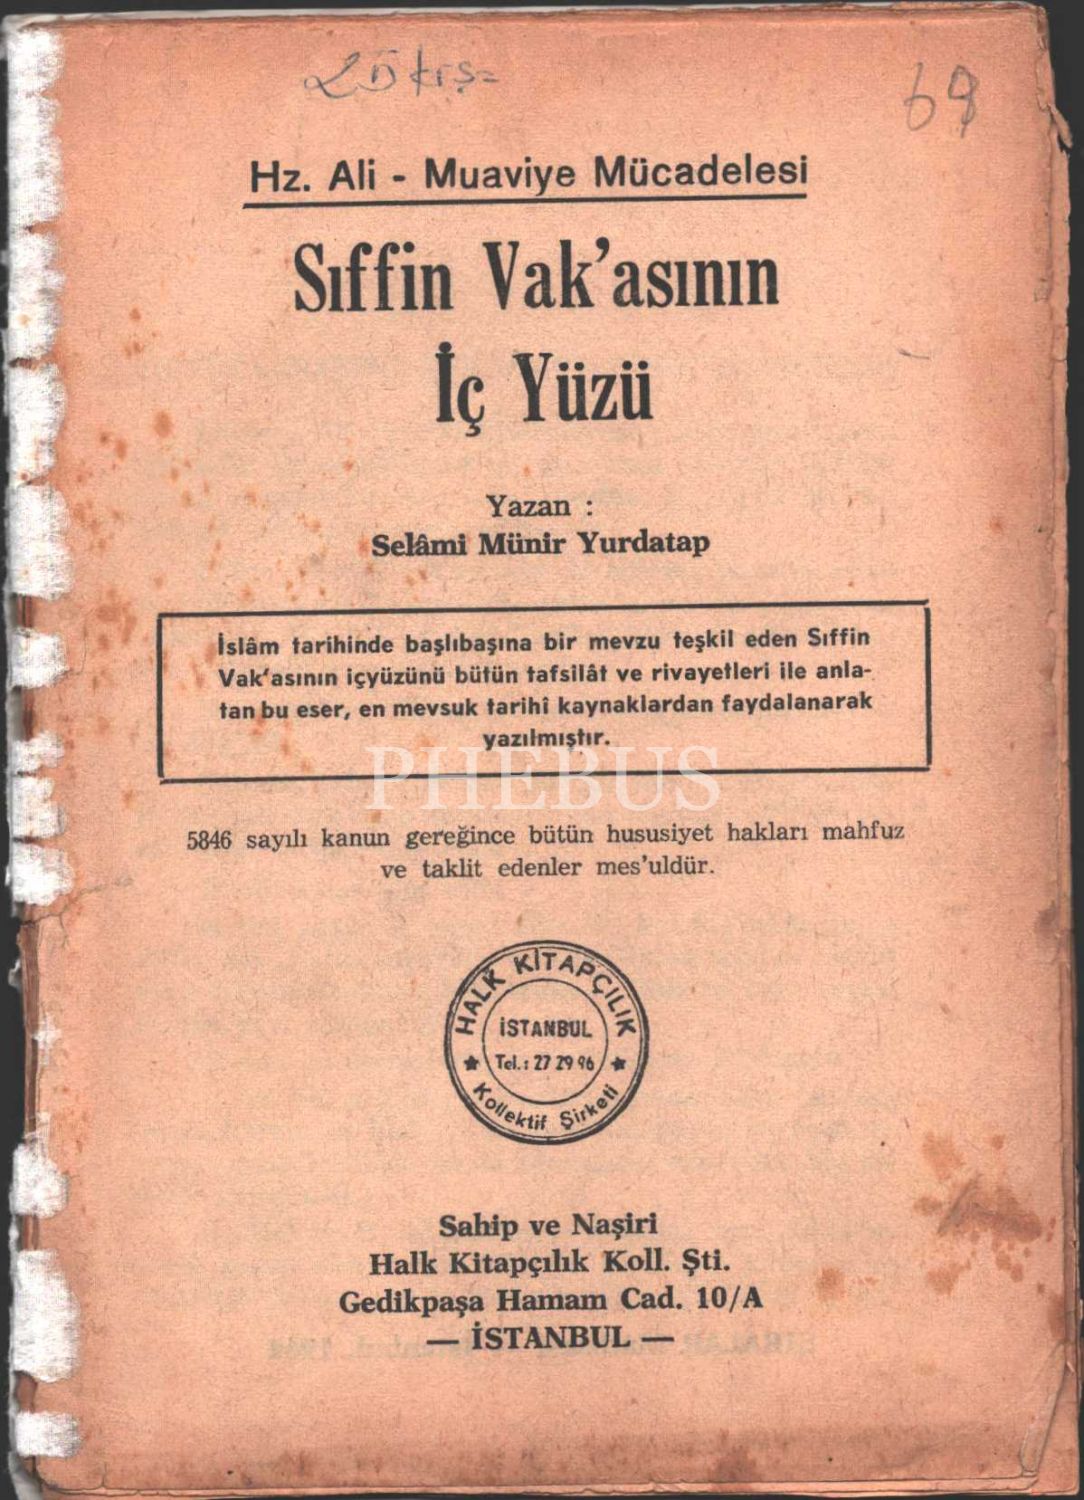 25 krş=
69
Hz. Ali - Muaviye Mücadelesi
Sıffin Vak'asının
İç Yüzü
Yazan :
Selâmi Münir Yurdatap
İslâm tarihinde başlıbaşına bir mevzu teşkil eden Sıffin
Vak'asının içyüzünü bütün tafsilât ve rivayetleri ile anla-
tan bu eser, en mevsuk tarihî kaynaklardan faydalanarak
yazılmıştır.
PHEBUS
5846 sayılı kanun gereğince bütün hususiyet hakları mahfuz
ve taklit edenler mes'uldür.
HALK KİTAPÇILIK
İSTANBUL
Tel.: 27 29 96
Kollektif Şirketi
Sahip ve Naşiri
Halk Kitapçılık Koll. Şti.
Gedikpaşa Hamam Cad. 10/A
— İSTANBUL —